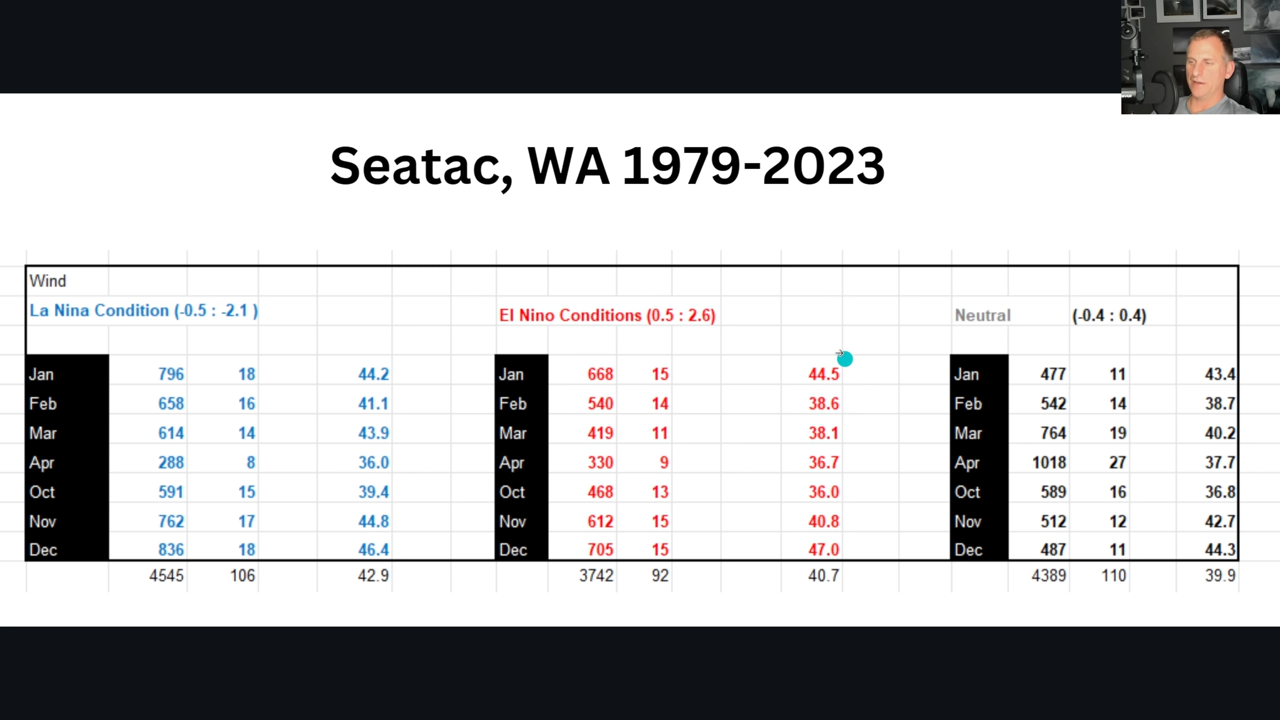 Seatac, WA 1979-2023
Wind
La Nina Condition (-0.5 : -2.1 )
El Nino Conditions (0.5 : 2.6)
Neutral (-0.4 : 0.4)
Jan 796 18 44.2 Jan 668 15 44.5 Jan 477 11 43.4
Feb 658 16 41.1 Feb 540 14 38.6 Feb 542 14 38.7
Mar 614 14 43.9 Mar 419 11 38.1 Mar 764 19 40.2
Apr 288 8 36.0 Apr 330 9 36.7 Apr 1018 27 37.7
Oct 591 15 39.4 Oct 468 13 36.0 Oct 589 16 36.8
Nov 762 17 44.8 Nov 612 15 40.8 Nov 512 12 42.7
Dec 836 18 46.4 Dec 705 15 47.0 Dec 487 11 44.3
4545 106 42.9 3742 92 40.7 4389 110 39.9